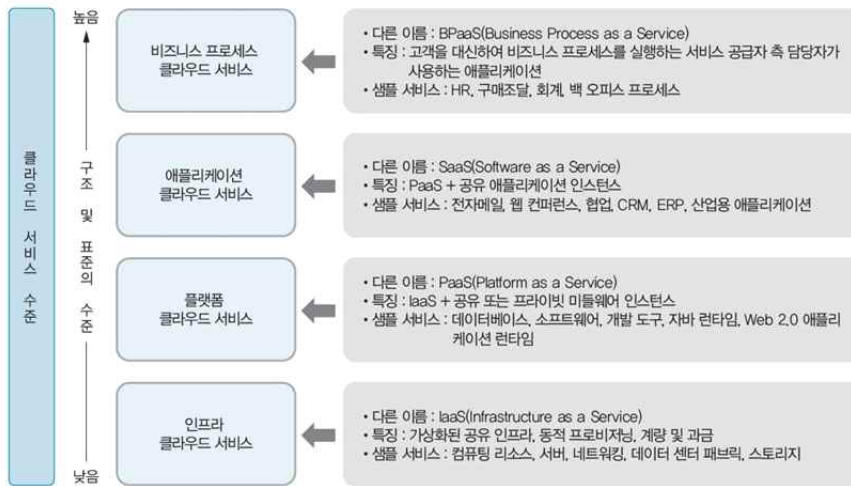 클라우드 서비스 수준
높음
구조 및 표준의 수준
낮음
비즈니스 프로세스
클라우드 서비스
• 다른 이름 : BPaaS(Business Process as a Service)
• 특징 : 고객을 대신하여 비즈니스 프로세스를 실행하는 서비스 공급자 측 담당자가
사용하는 애플리케이션
• 샘플 서비스 : HR, 구매조달, 회계, 백 오피스 프로세스
애플리케이션
클라우드 서비스
• 다른 이름 : SaaS(Software as a Service)
• 특징 : PaaS + 공유 애플리케이션 인스턴스
• 샘플 서비스 : 전자메일, 웹 컨퍼런스, 협업, CRM, ERP, 산업용 애플리케이션
플랫폼
클라우드 서비스
• 다른 이름 : PaaS(Platform as a Service)
• 특징 : IaaS + 공유 또는 프라이빗 미들웨어 인스턴스
• 샘플 서비스 : 데이터베이스, 소프트웨어, 개발 도구, 자바 런타임, Web 2.0 애플리
케이션 런타임
인프라
클라우드 서비스
• 다른 이름 : IaaS(Infrastructure as a Service)
• 특징 : 가상화된 공유 인프라, 동적 프로비저닝, 계량 및 과금
• 샘플 서비스 : 컴퓨팅 리소스, 서버, 네트워킹, 데이터 센터 패브릭, 스토리지